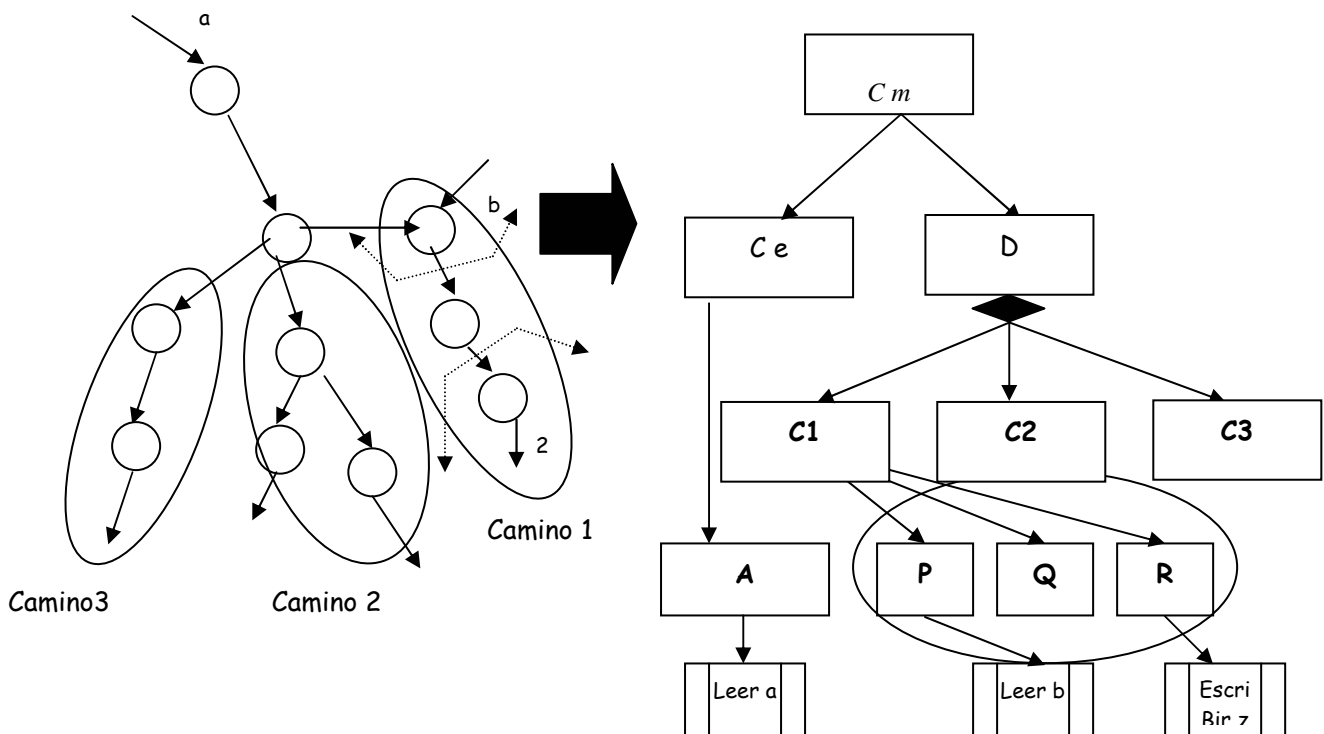 a
b
2
Camino 1
Camino3
Camino 2
C m
C e
D
C1
C2
C3
A
P
Q
R
Leer a
Leer b
Escri
Bir z